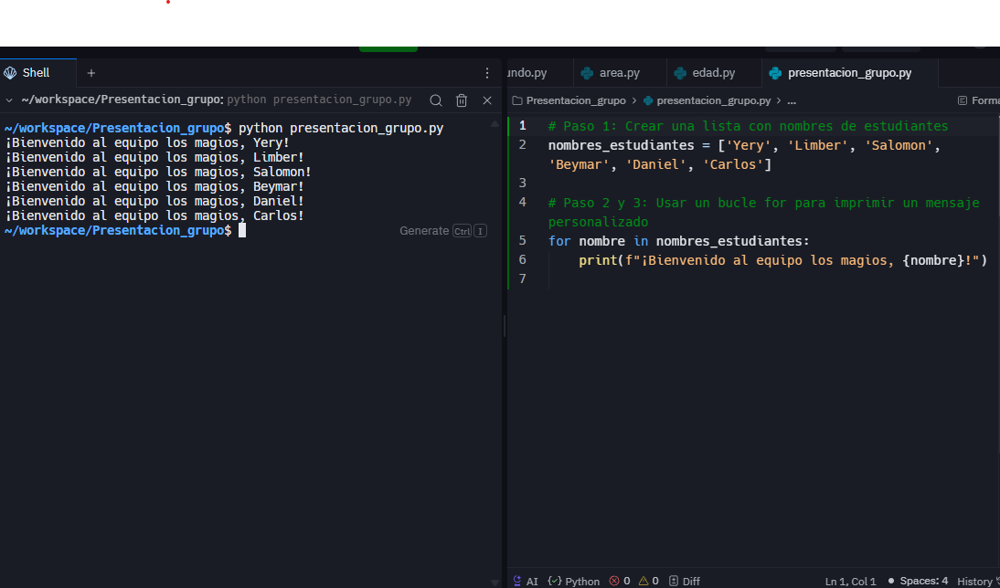 Shell
~/workspace/Presentacion_grupo: python presentacion_grupo.py
~/workspace/Presentacion_grupo$ python presentacion_grupo.py
¡Bienvenido al equipo los magios, Yery!
¡Bienvenido al equipo los magios, Limber!
¡Bienvenido al equipo los magios, Salomon!
¡Bienvenido al equipo los magios, Beymar!
¡Bienvenido al equipo los magios, Daniel!
¡Bienvenido al equipo los magios, Carlos!
~/workspace/Presentacion_grupo$
Generate Ctrl I
undo.py area.py edad.py presentacion_grupo.py
Presentacion_grupo > presentacion_grupo.py > ... Forma
1 # Paso 1: Crear una lista con nombres de estudiantes
2 nombres_estudiantes = ['Yery', 'Limber', 'Salomon',
'Beymar', 'Daniel', 'Carlos']
3
4 # Paso 2 y 3: Usar un bucle for para imprimir un mensaje
personalizado
5 for nombre in nombres_estudiantes:
6     print(f"¡Bienvenido al equipo los magios, {nombre}!")
7
AI Python 0 0 Diff Ln 1, Col 1 Spaces: 4 History